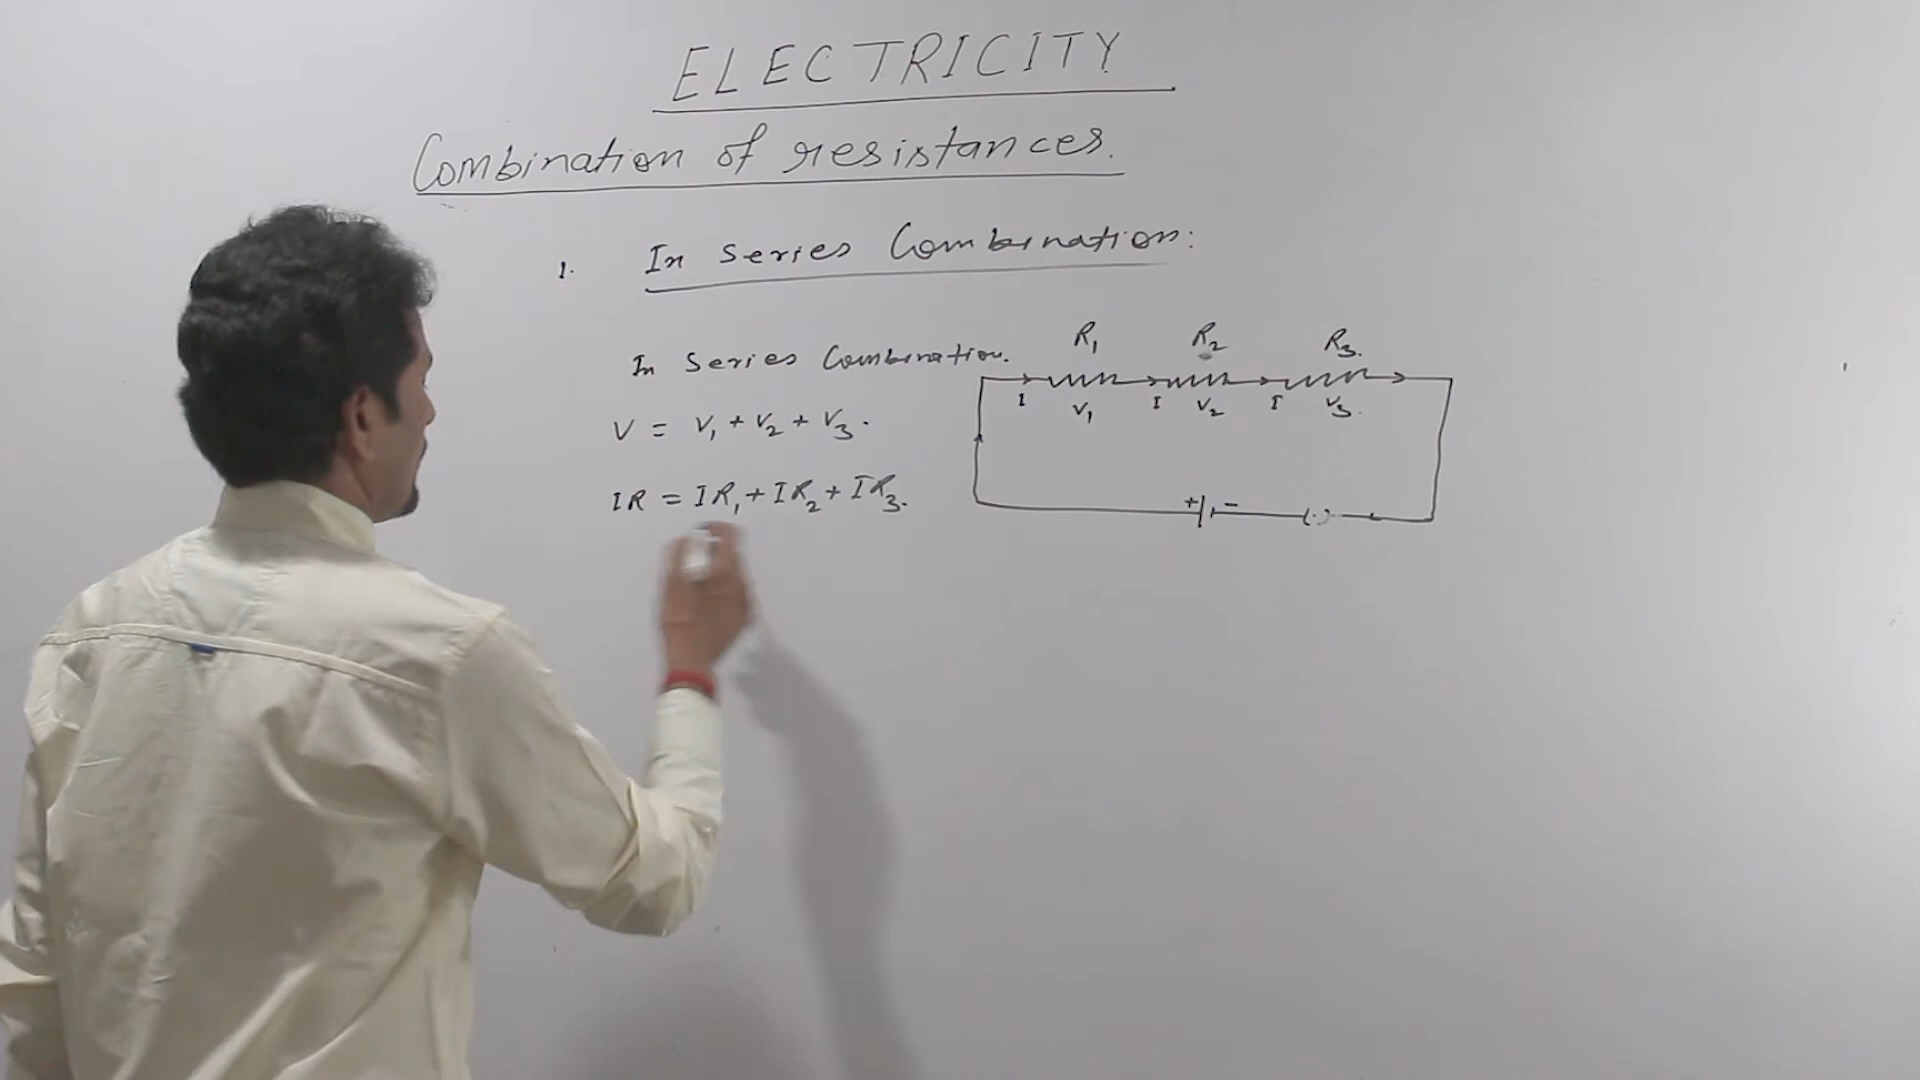 ELECTRICITY
Combination of resistances.
1. In series Combination:
In Series Combination.
V = V₁ + V₂ + V₃.
IR = IR₁ + IR₂ + IR₃.
R₁ R₂ R₃.
I V₁ I V₂ I V₃.
+ -